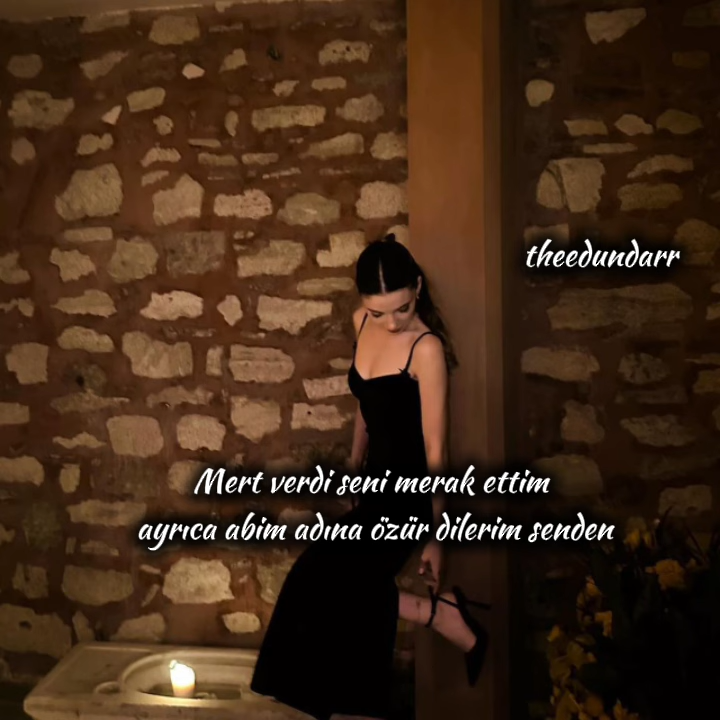 theedundarr
Mert verdi seni merak ettim
ayrıca abim adına özür dilerim senden